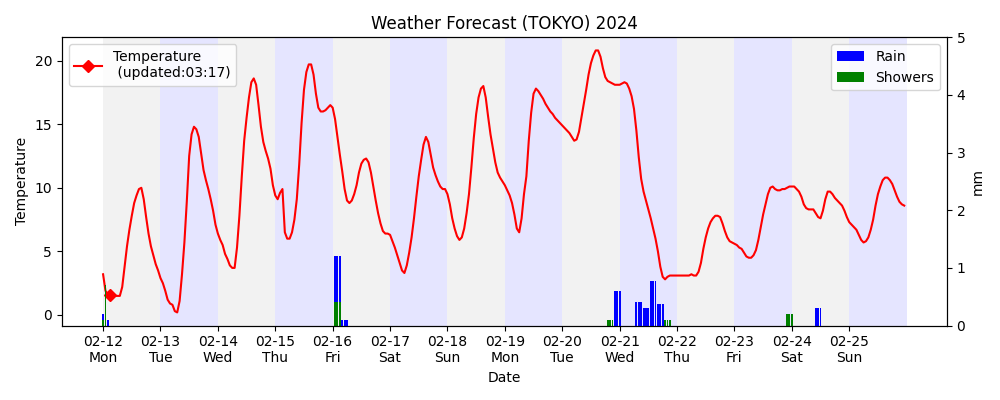 Weather Forecast (TOKYO) 2024
Temperature
(updated:03:17)
Rain
Showers
Temperature
20
15
10
5
0
5
4
3
2
1
0
mm
02-12 02-13 02-14 02-15 02-16 02-17 02-18 02-19 02-20 02-21 02-22 02-23 02-24 02-25
Mon Tue Wed Thu Fri Sat Sun Mon Tue Wed Thu Fri Sat Sun
Date